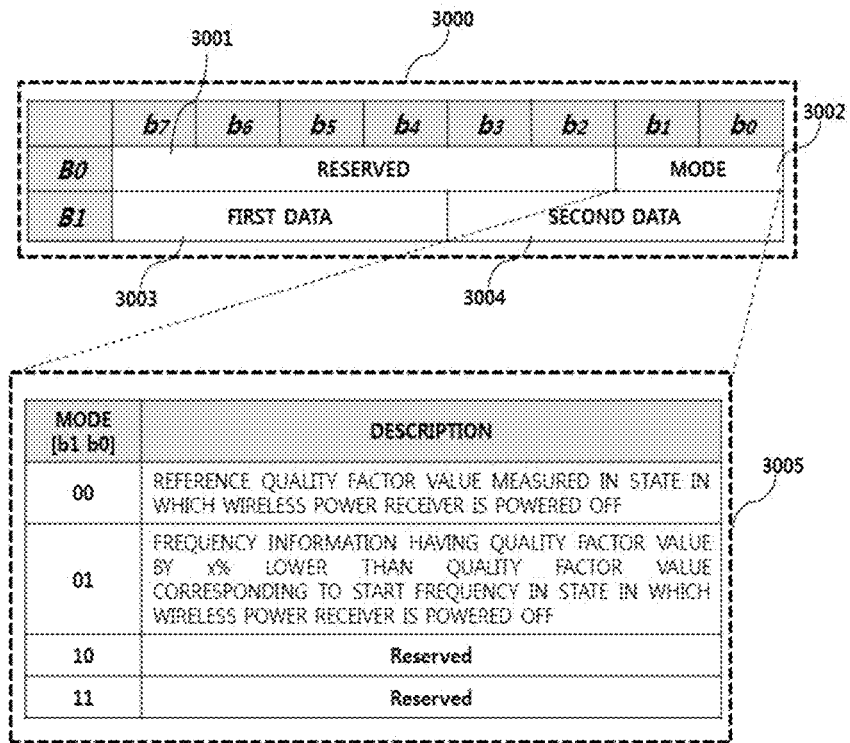 3000
3001
b7 b6 b5 b4 b3 b2 b1 b0
3002
B0 RESERVED MODE
B1 FIRST DATA SECOND DATA
3003
3004
MODE
[b1 b0]
DESCRIPTION
3005
00
REFERENCE QUALITY FACTOR VALUE MEASURED IN STATE IN
WHICH WIRELESS POWER RECEIVER IS POWERED OFF
01
FREQUENCY INFORMATION HAVING QUALITY FACTOR VALUE
BY x% LOWER THAN QUALITY FACTOR VALUE
CORRESPONDING TO START FREQUENCY IN STATE IN WHICH
WIRELESS POWER RECEIVER IS POWERED OFF
10 Reserved
11 Reserved